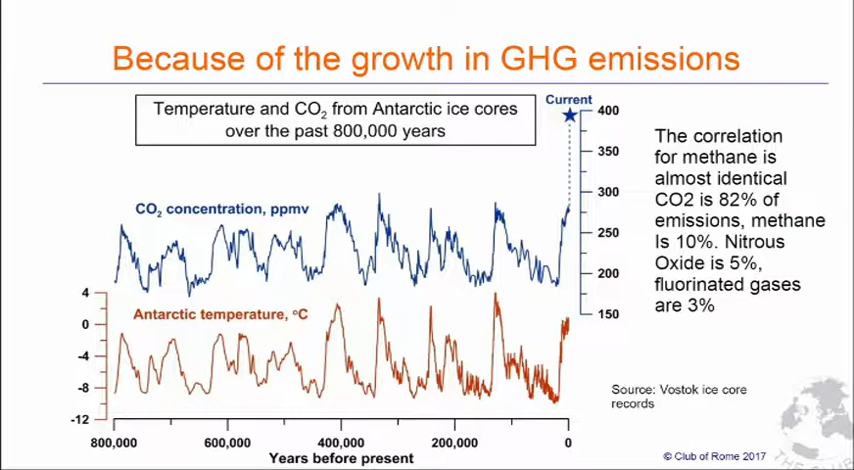 Because of the growth in GHG emissions
Temperature and CO2 from Antarctic ice cores
over the past 800,000 years
Current
400
350
300
250
200
150
CO2 concentration, ppmv
The correlation
for methane is
almost identical
CO2 is 82% of
emissions, methane
Is 10%. Nitrous
Oxide is 5%,
fluorinated gases
are 3%
4
0
-4
-8
-12
Antarctic temperature, °C
Source: Vostok ice core
records
800,000
600,000
400,000
200,000
0
Years before present
© Club of Rome 2017
THE CLUB